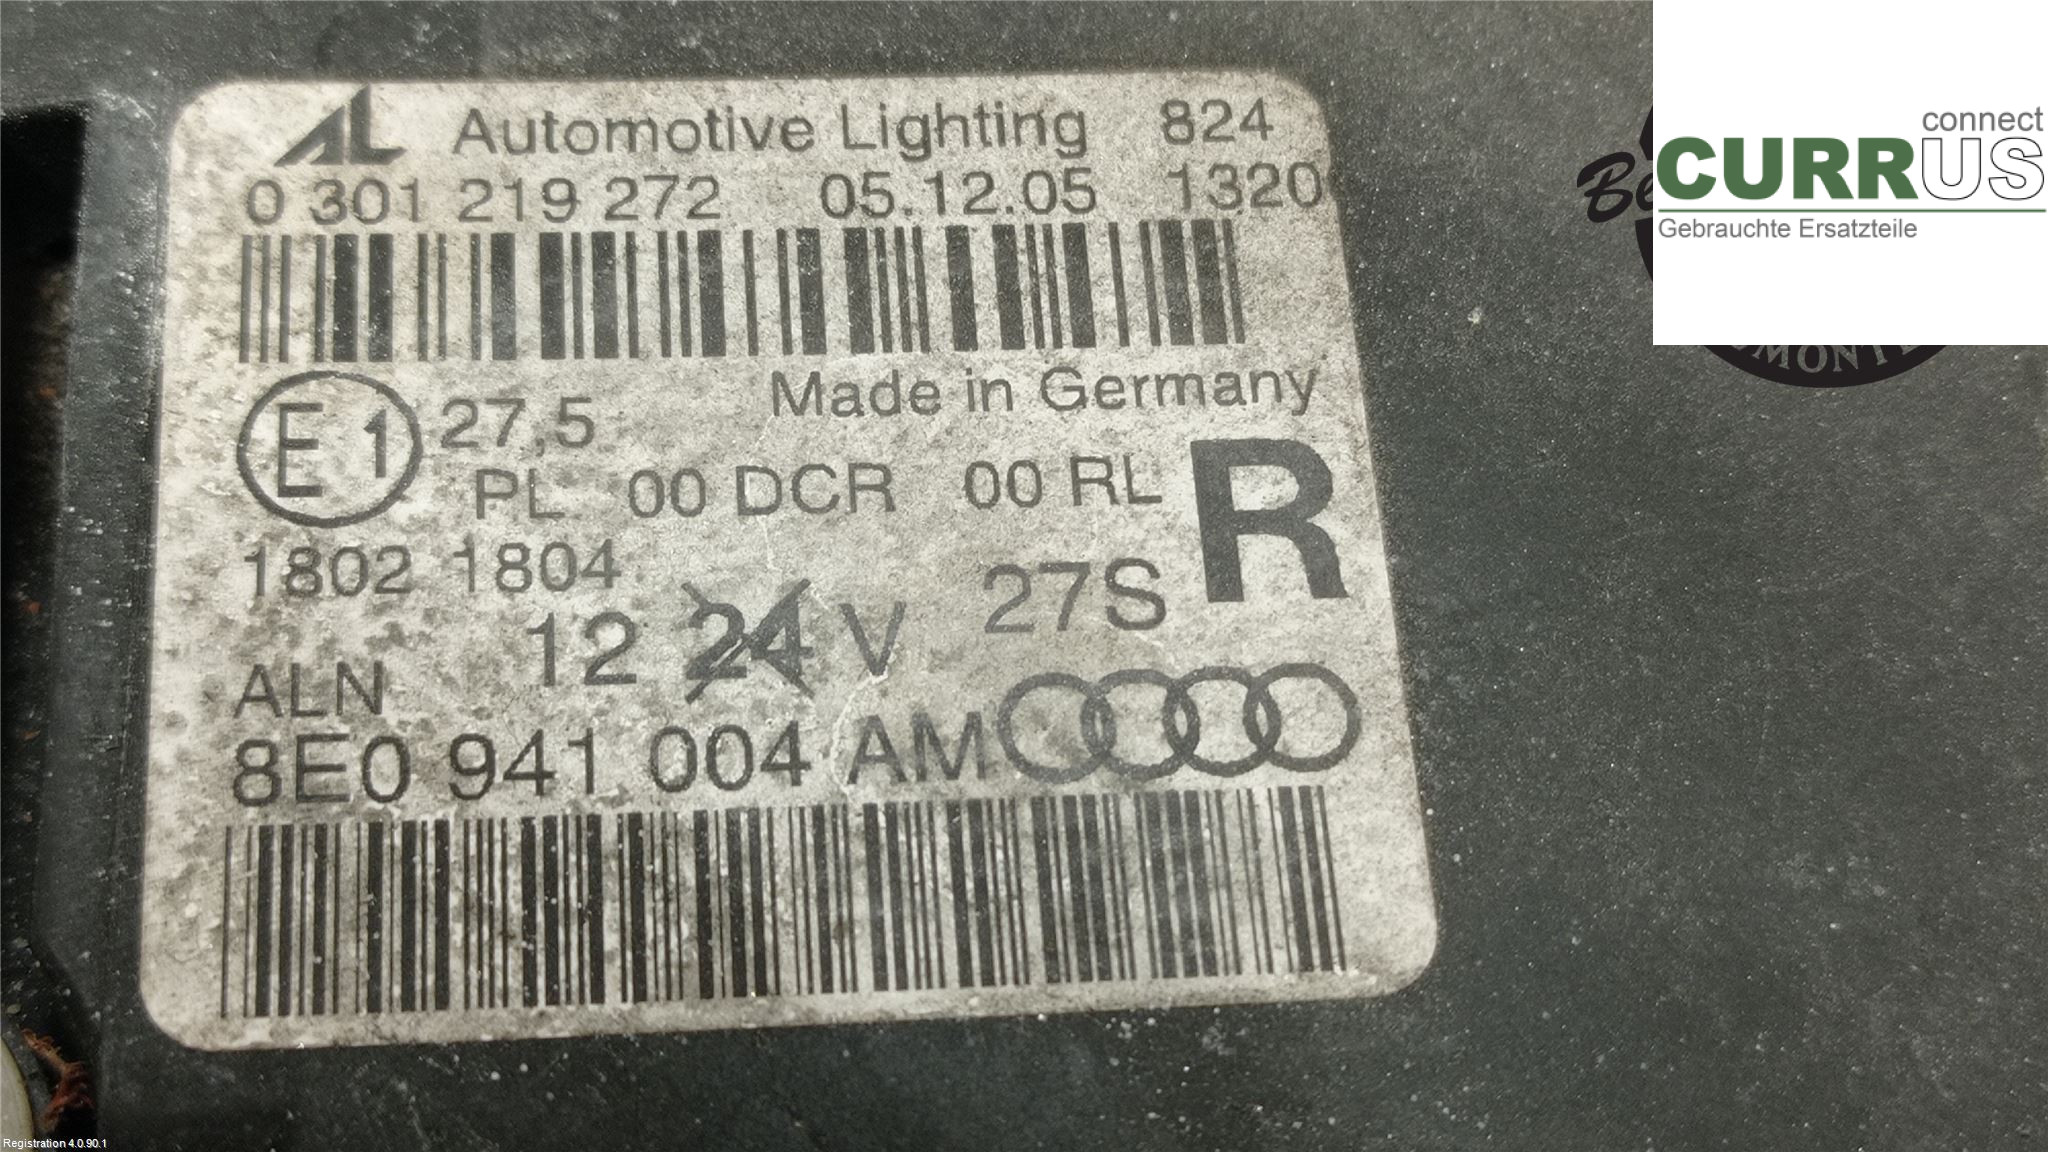 AL Automotive Lighting 824
0 301 219 272 05.12.05 1320
E1 27,5 Made in Germany
PL 00 DCR 00 RL R
1802 1804
12 24 V 27S
ALN
8E0 941 004 AM
connect
CURRUS
Gebrauchte Ersatzteile
Registration 4.0.90.1